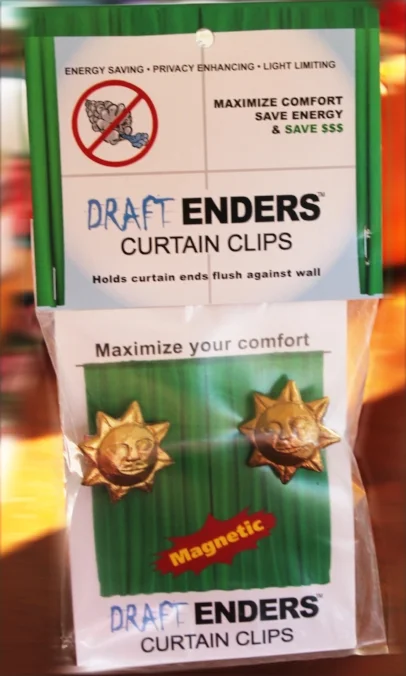 ENERGY SAVING • PRIVACY ENHANCING • LIGHT LIMITING
MAXIMIZE COMFORT
SAVE ENERGY
& SAVE $$$
DRAFT ENDERS™
CURTAIN CLIPS
Holds curtain ends flush against wall
Maximize your comfort
Magnetic
DRAFT ENDERS™
CURTAIN CLIPS